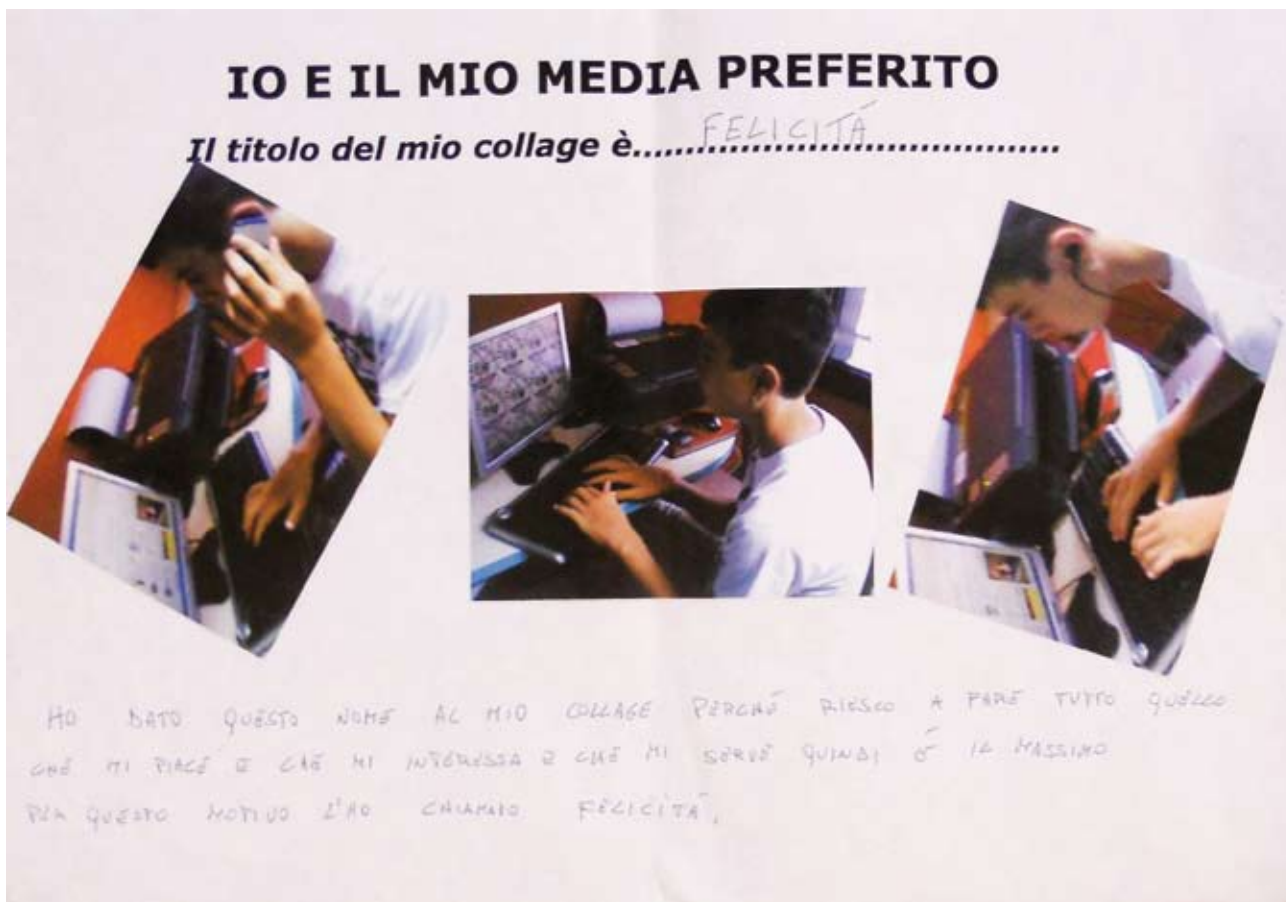 IO E IL MIO MEDIA PREFERITO
Il titolo del mio collage è......FELICITÁ..............................
HO DATO QUESTO NOME AL MIO COLLAGE PERCHÉ RIESCO A FARE TUTTO QUELLO
CHE MI PIACE E CHE MI INTERESSA E CHE MI SERVE QUINDI É IL MASSIMO
PER QUESTO MOTIVO L'HO CHIAMATO FELICITÁ.